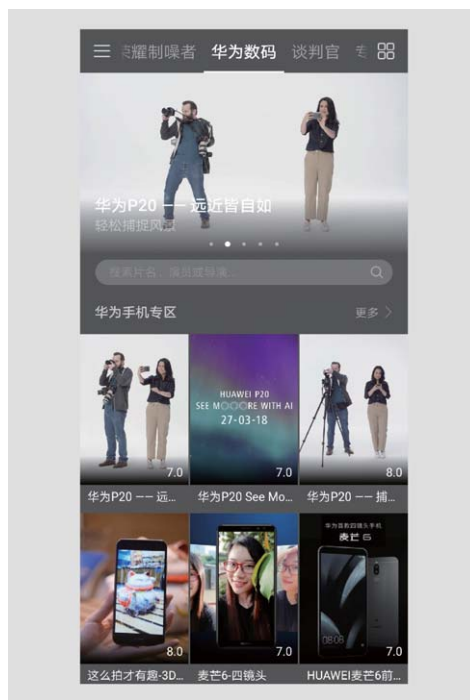 荣耀制噪者 华为数码 谈判官
华为P20 —— 远近皆自如
轻松捕捉风景
搜索片名、演员或导演...
华为手机专区 更多
7.0 7.0 8.0
HUAWEI P20
SEE MOOORE WITH AI
27-03-18
华为P20 —— 远... 华为P20 See Mo... 华为P20 —— 捕...
华为首款四镜头手机
麦芒6
08:08
8.0 7.0 7.0
这么拍才有趣-3D... 麦芒6-四镜头 HUAWEI麦芒6前...